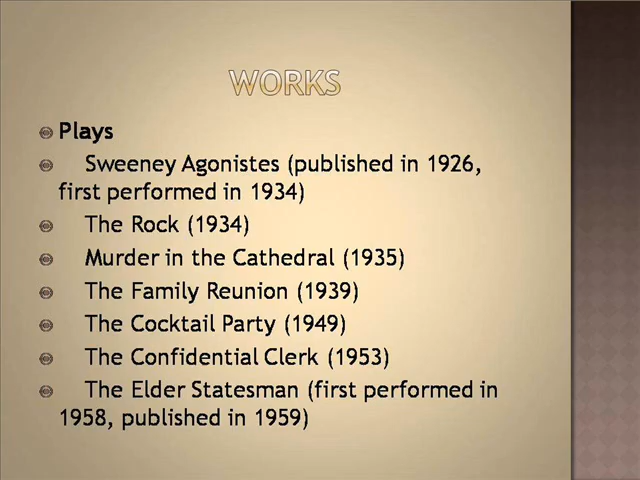 WORKS
Plays
Sweeney Agonistes (published in 1926,
first performed in 1934)
The Rock (1934)
Murder in the Cathedral (1935)
The Family Reunion (1939)
The Cocktail Party (1949)
The Confidential Clerk (1953)
The Elder Statesman (first performed in
1958, published in 1959)